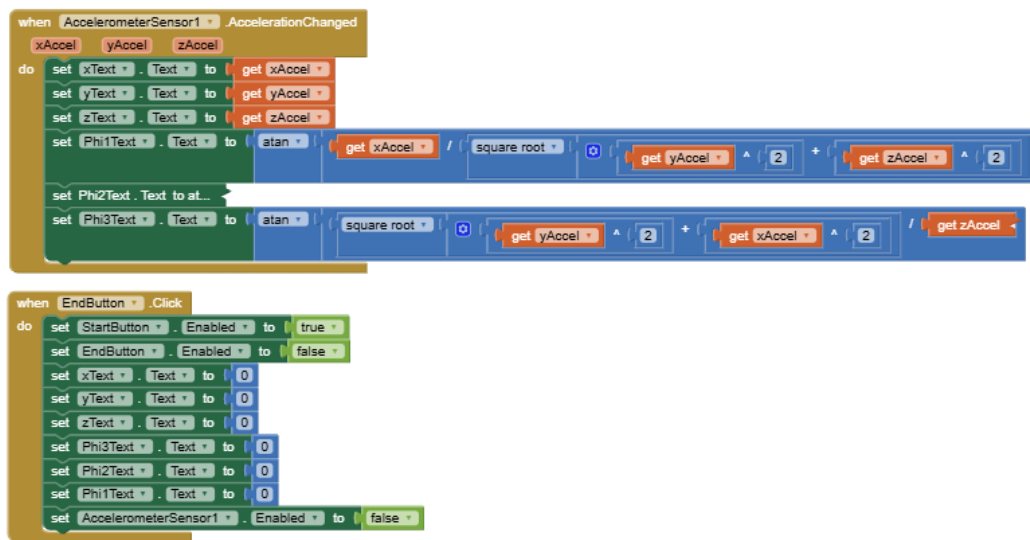 when AccelerometerSensor1 .AccelerationChanged
xAccel yAccel zAccel
do set xText . Text to get xAccel
set yText . Text to get yAccel
set zText . Text to get zAccel
set Phi1Text . Text to atan get xAccel / square root get yAccel ^ 2 + get zAccel ^ 2
set Phi2Text . Text to at...
set Phi3Text . Text to atan square root get yAccel ^ 2 + get xAccel ^ 2 / get zAccel
when EndButton .Click
do set StartButton . Enabled to true
set EndButton . Enabled to false
set xText . Text to 0
set yText . Text to 0
set zText . Text to 0
set Phi3Text . Text to 0
set Phi2Text . Text to 0
set Phi1Text . Text to 0
set AccelerometerSensor1 . Enabled to false